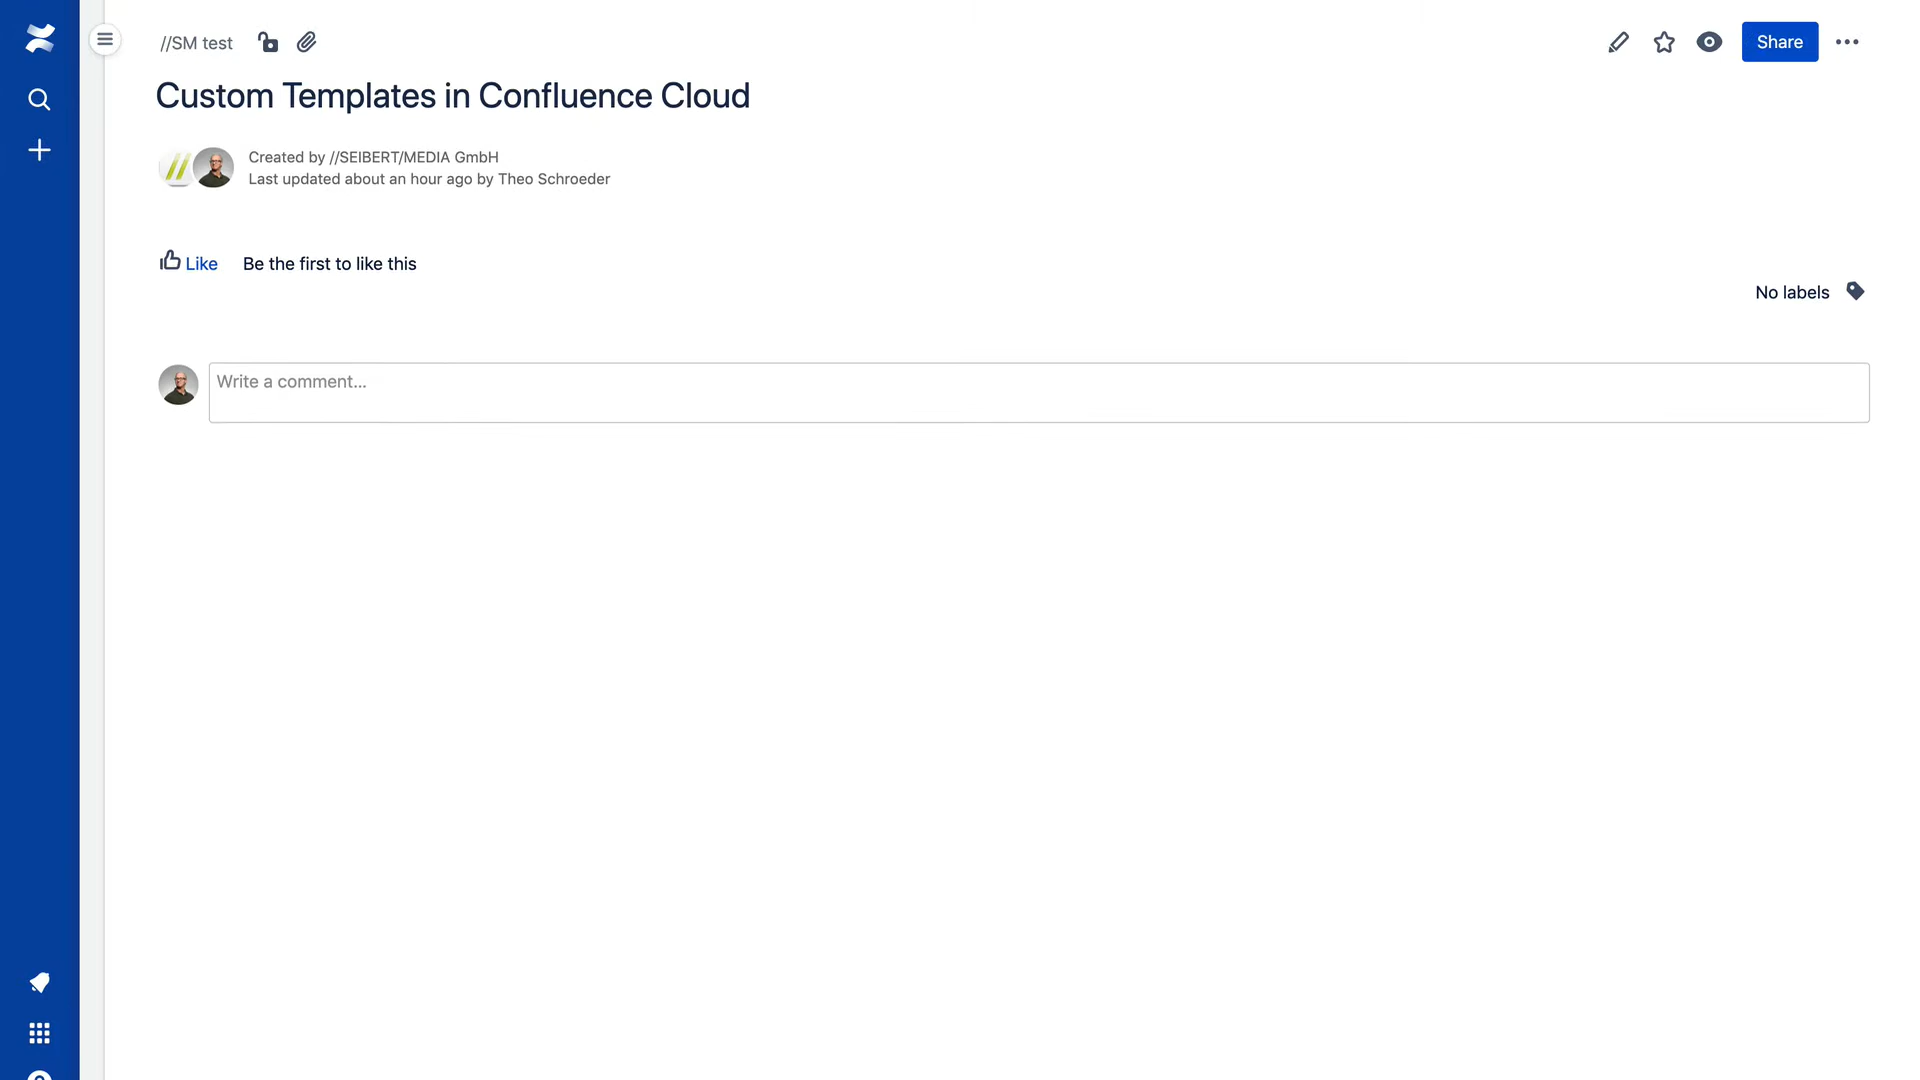 //SM test
Share
Custom Templates in Confluence Cloud
Created by //SEIBERT/MEDIA GmbH
Last updated about an hour ago by Theo Schroeder
Like Be the first to like this
No labels
Write a comment...